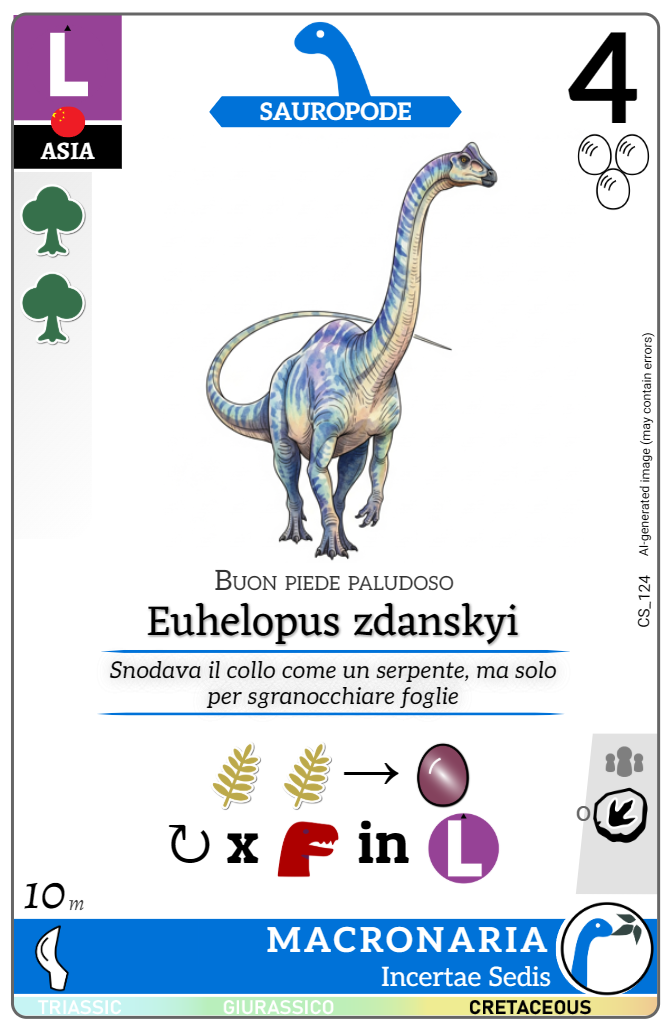 L
ASIA
SAUROPODE
4
AI-generated image (may contain errors)
CS_124
BUON PIEDE PALUDOSO
Euhelopus zdanskyi
Snodava il collo come un serpente, ma solo
per sgranocchiare foglie
→
↻ x in L
O
10 m
MACRONARIA
Incertae Sedis
TRIASSIC GIURASSICO CRETACEOUS